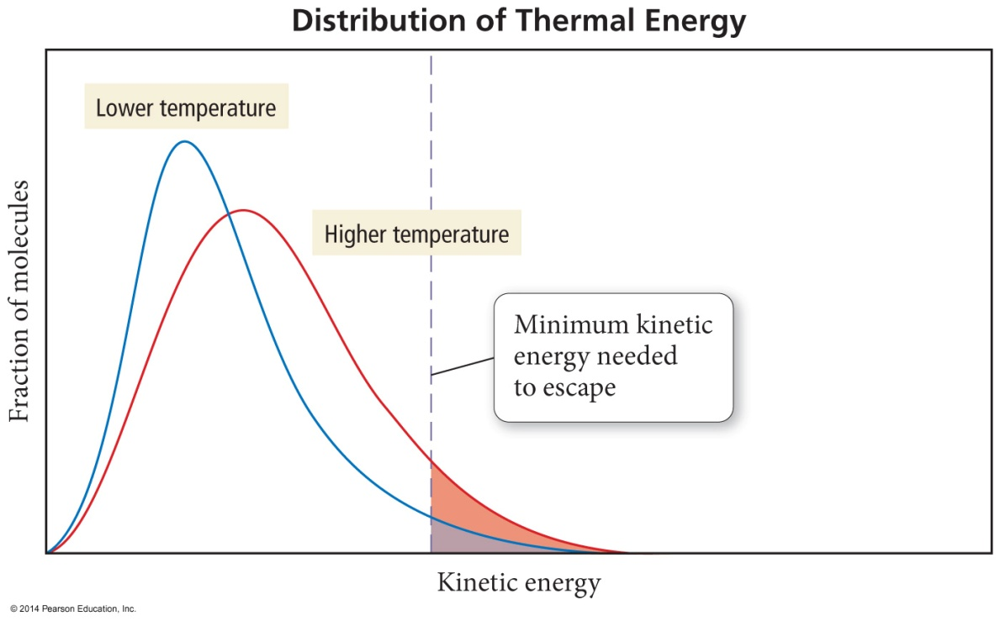 Distribution of Thermal Energy
Lower temperature
Higher temperature
Minimum kinetic
energy needed
to escape
Fraction of molecules
Kinetic energy
© 2014 Pearson Education, Inc.